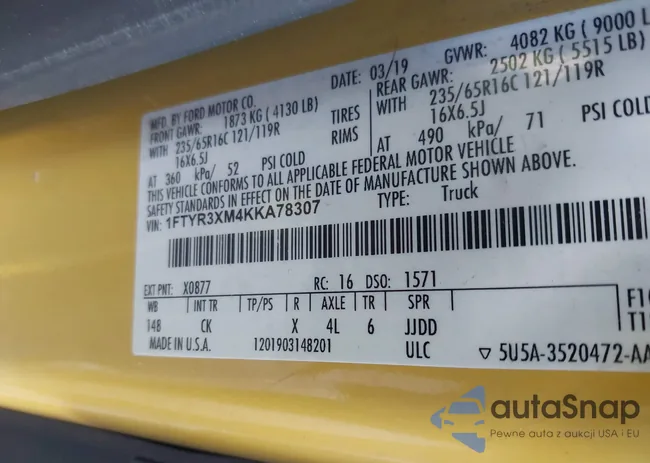 MFD. BY FORD MOTOR CO.
DATE: 03/19
GVWR: 4082 KG ( 9000 L
FRONT GAWR: 1873 KG ( 4130 LB)
REAR GAWR: 2502 KG ( 5515 LB)
WITH 235/65R16C 121/119R TIRES
WITH 235/65R16C 121/119R
16X6.5J RIMS
16X6.5J
AT 360 kPa/ 52 PSI COLD
AT 490 kPa/ 71 PSI COLD
THIS VEHICLE CONFORMS TO ALL APPLICABLE FEDERAL MOTOR VEHICLE
SAFETY STANDARDS IN EFFECT ON THE DATE OF MANUFACTURE SHOWN ABOVE.
VIN: 1FTYR3XM4KKA78307
TYPE: Truck
EXT PNT: X0877 RC: 16 DSO: 1571
WB INT TR TP/PS R AXLE TR SPR
14B CK X 4L 6 JJDD
MADE IN U.S.A. 1201903148201 ULC
5U5A-3520472-AA
autoSnap
Pewne auta z aukcji USA i EU